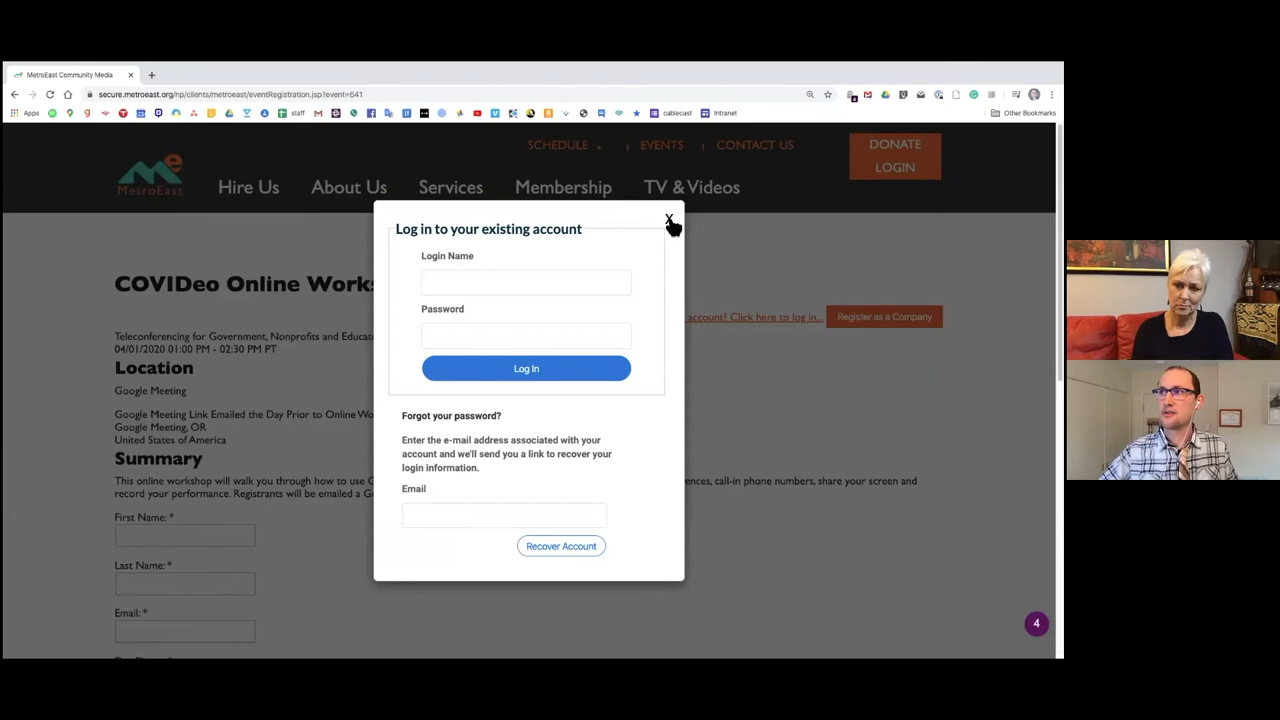 MetroEast Community Media
secure.metroeast.org/np/clients/metroeast/eventRegistration.jsp?event=641
Apps
staff
cablecast
Intranet
Other Bookmarks
SCHEDULE | EVENTS | CONTACT US
DONATE
LOGIN
MetroEast
Hire Us About Us Services Membership TV & Videos
X
Log in to your existing account
Login Name
Password
Log In
Forgot your password?
Enter the e-mail address associated with your
account and we'll send you a link to recover your
login information.
Email
Recover Account
COVIDeo Online Works
account? Click here to log in...
Register as a Company
Teleconferencing for Government, Nonprofits and Educat
04/01/2020 01:00 PM - 02:30 PM PT
Location
Google Meeting
Google Meeting Link Emailed the Day Prior to Online Wo
Google Meeting, OR
United States of America
Summary
This online workshop will walk you through how to use G
ences, call-in phone numbers, share your screen and
record your performance. Registrants will be emailed a Go
First Name: *
Last Name: *
Email: *
4